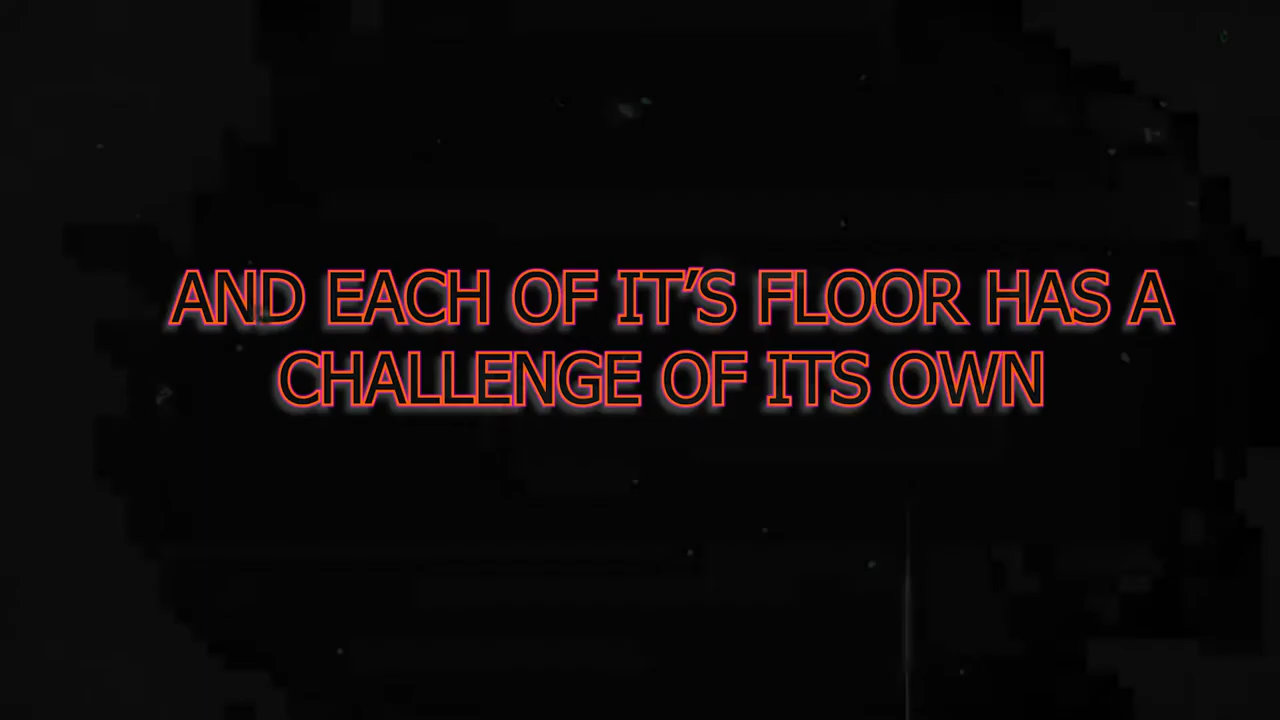 AND EACH OF IT’S FLOOR HAS A
CHALLENGE OF ITS OWN